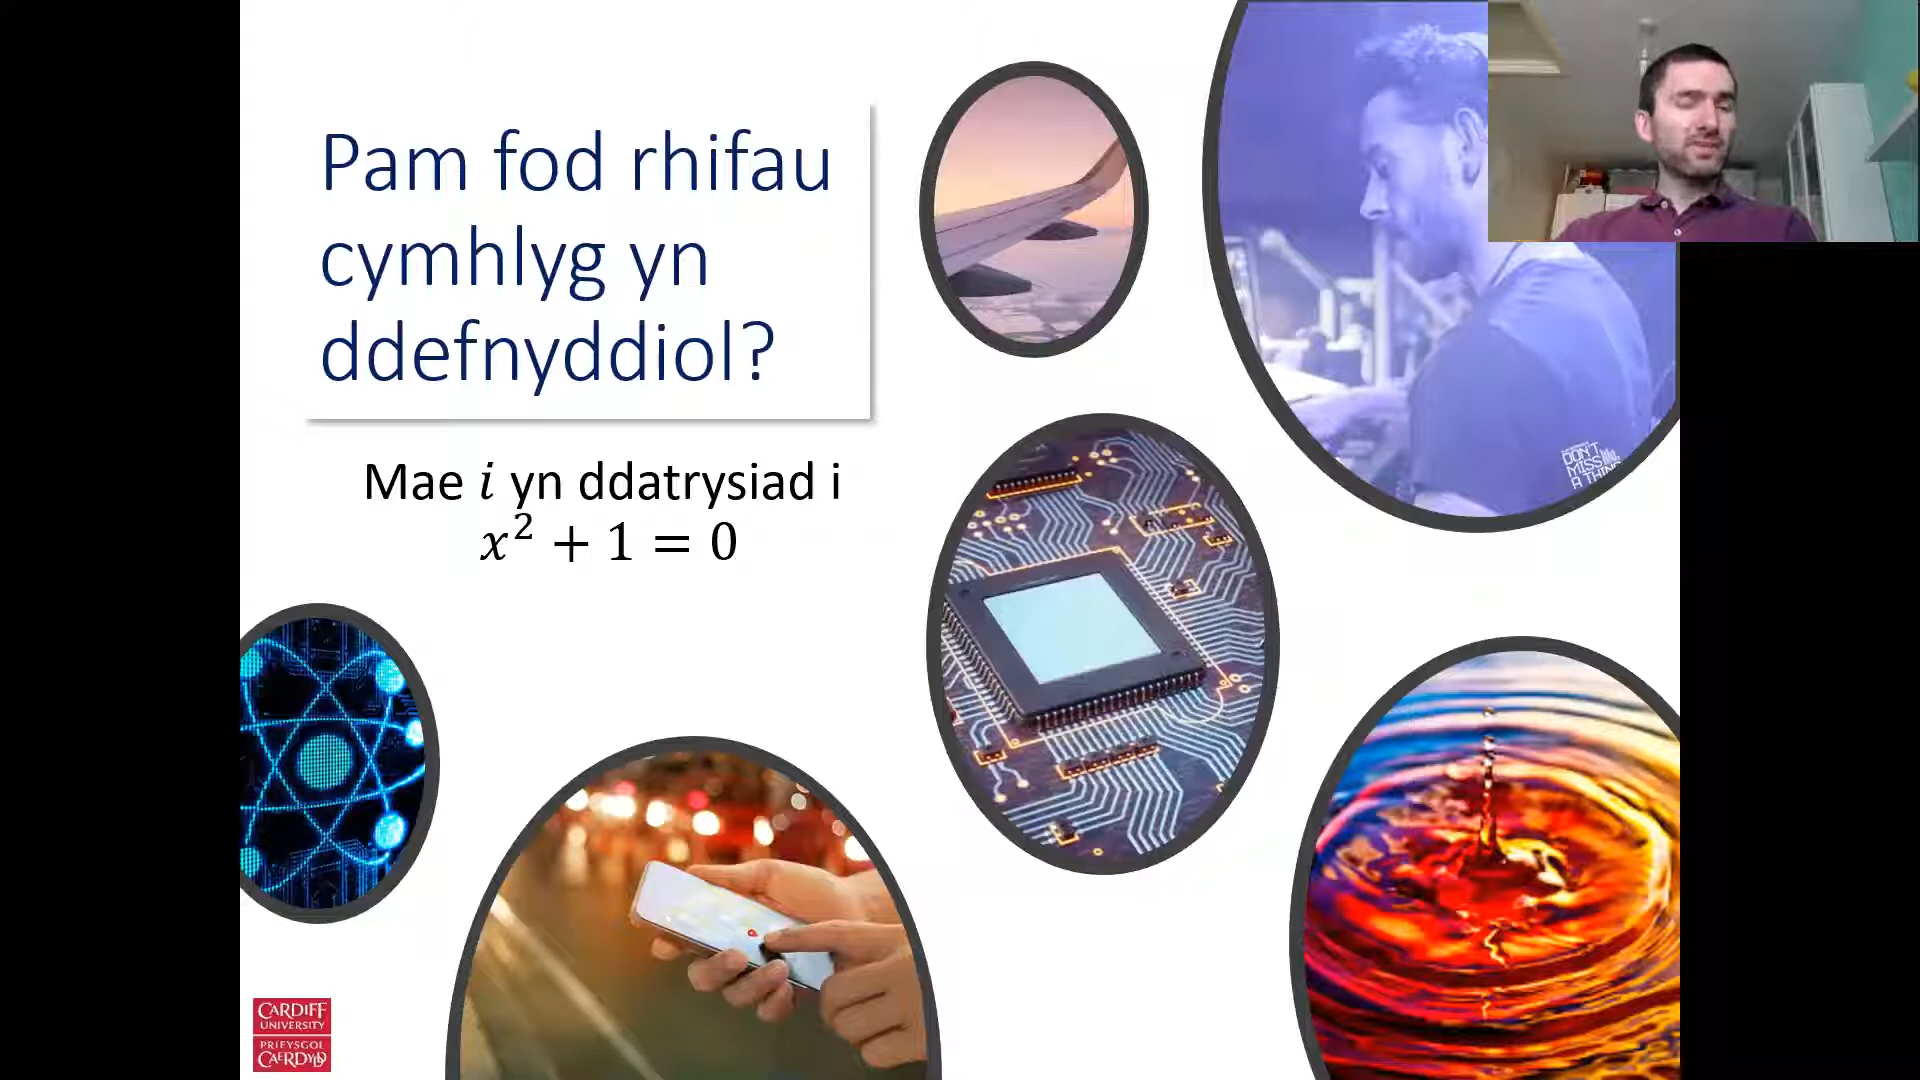 Pam fod rhifau
cymhlyg yn
ddefnyddiol?
Mae 𝑖 yn ddatrysiad i
𝑥² + 1 = 0
DON'T
MISS
A THING
CARDIFF
UNIVERSITY
PRIFYSGOL
CAERDYDD